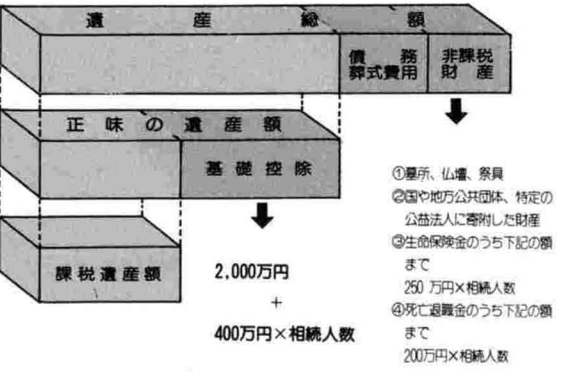 遺産総額
債務
葬式費用
非課税
財産
正味の遺産額
基礎控除
課税遺産額
2,000万円
+
400万円×相続人数
①墓所、仏壇、祭具
②国や地方公共団体、特定の
公益法人に寄附した財産
③生命保険金のうち下記の額
まで
250万円×相続人数
④死亡退職金のうち下記の額
まで
200万円×相続人数